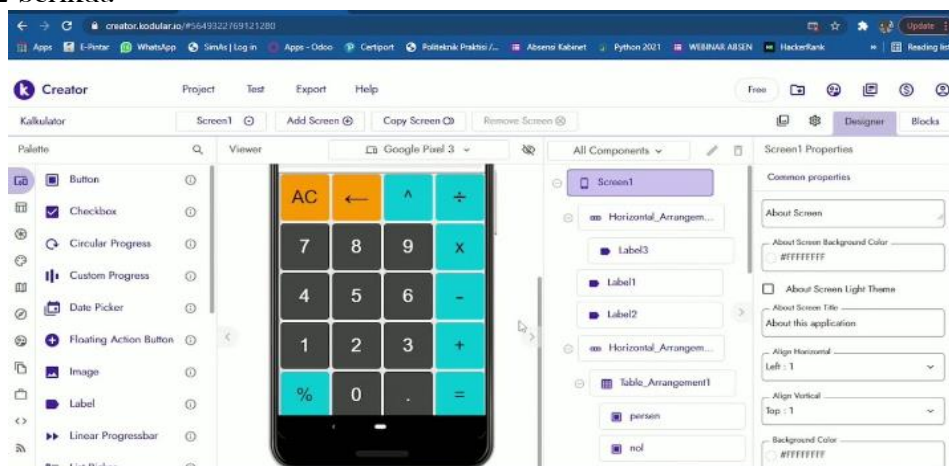 creator.kodular.io/#5649322769121280
Update
Apps E-Pintar WhatsApp SimAs | Log in Apps - Odoo Certiport Politeknik Praktisi /... Absensi Kabinet Python 2021 WEBINAR ABSEN HackerRank » Reading list
Creator Project Test Export Help Free
Kalkulator Screen1 Add Screen Copy Screen Remove Screen Designer Blocks
Palette Viewer Google Pixel 3 All Components Screen1 Properties
Button
Checkbox
Circular Progress
Custom Progress
Date Picker
Floating Action Button
Image
Label
Linear Progressbar
AC ← ^ ÷
7 8 9 x
4 5 6 -
1 2 3 +
% 0 . =
Screen1
Horizontal_Arrangem...
Label3
Label1
Label2
Horizontal_Arrangem...
Table_Arrangement1
persen
nol
Common properties
About Screen
About Screen Background Color
#FFFFFFFF
About Screen Light Theme
About Screen Title
About this application
Align Horizontal
Left : 1
Align Vertical
Top : 1
Background Color
#FFFFFFFF